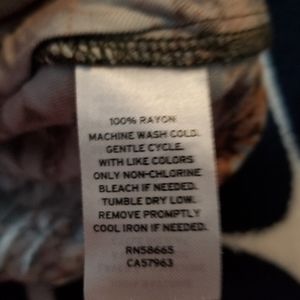 100% RAYON
MACHINE WASH COLD.
GENTLE CYCLE.
WITH LIKE COLORS
ONLY NON-CHLORINE
BLEACH IF NEEDED.
TUMBLE DRY LOW.
REMOVE PROMPTLY
COOL IRON IF NEEDED
RN58665
CA57963